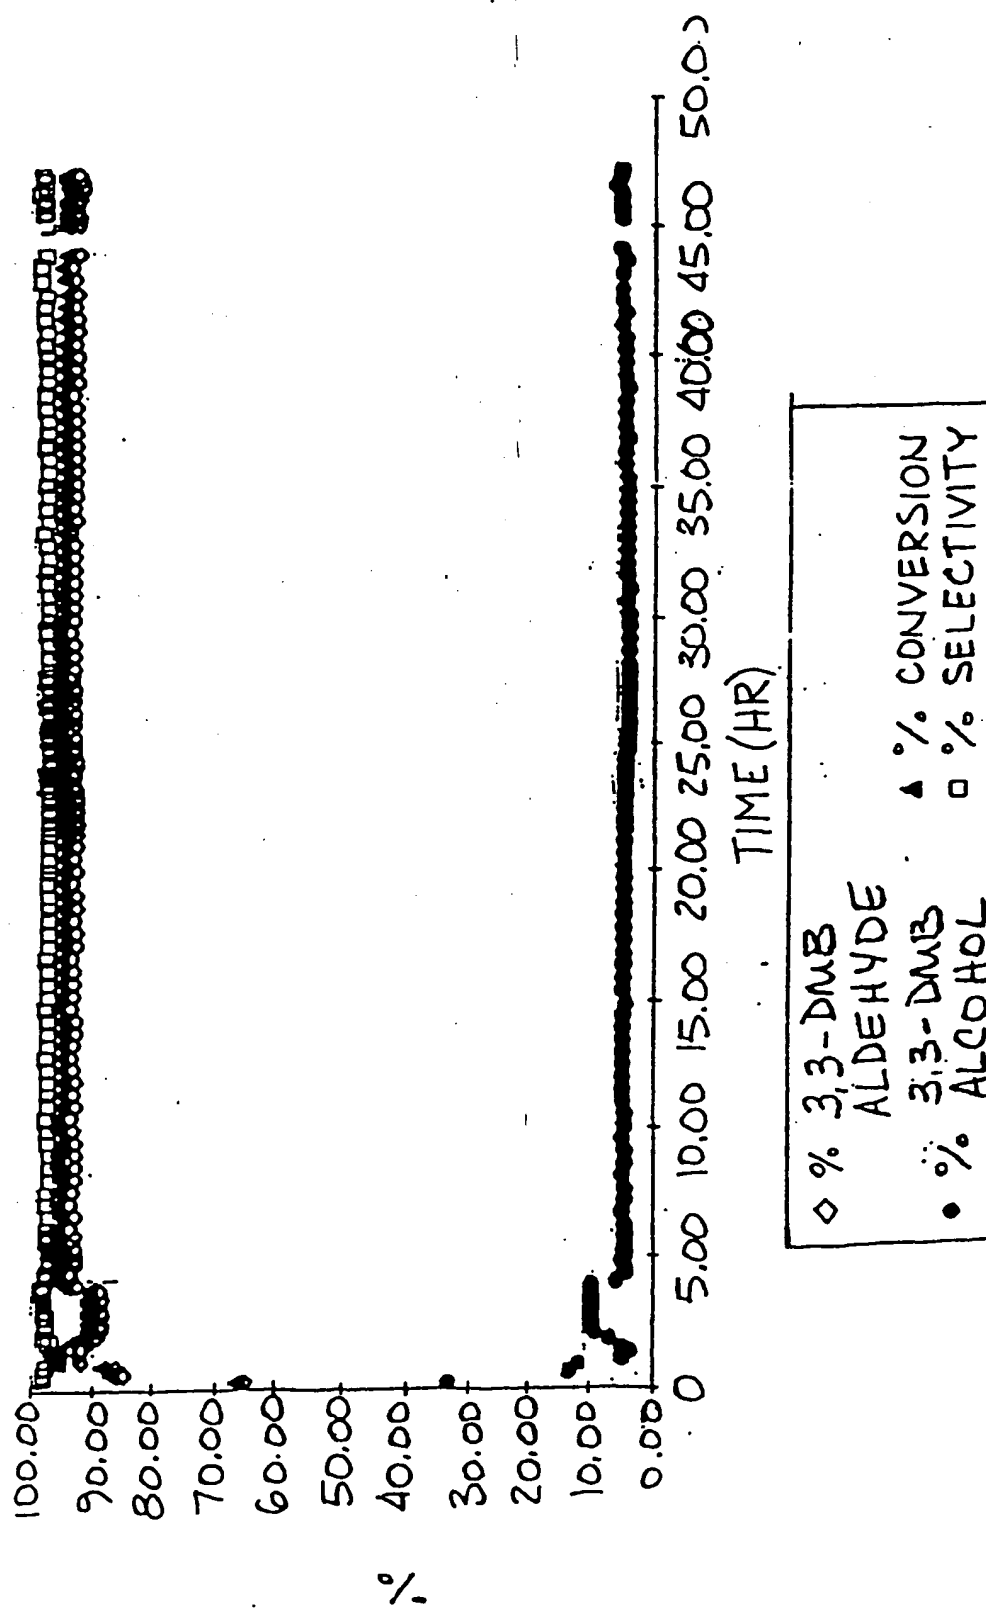 %
100.00
90.00
80.00
70.00
60.00
50.00
40.00
30.00
20.00
10.00
0.00
0 5.00 10.00 15.00 20.00 25.00 30.00 35.00 40.00 45.00 50.00
TIME (HR)
◇ % 3,3-DMB
ALDEHYDE
● % 3,3-DMB
ALCOHOL
▲ % CONVERSION
□ % SELECTIVITY